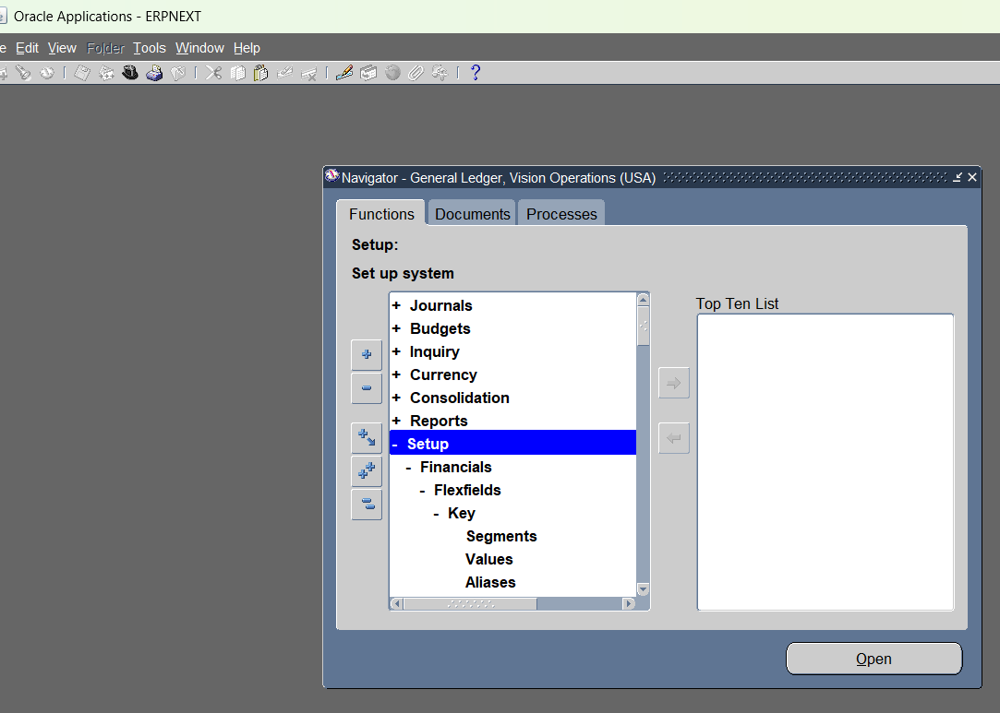 Oracle Applications - ERPNEXT
e Edit View Folder Tools Window Help
?
Navigator - General Ledger, Vision Operations (USA)
Functions Documents Processes
Setup:
Set up system
Top Ten List
+ Journals
+ Budgets
+ Inquiry
+ Currency
+ Consolidation
+ Reports
- Setup
- Financials
- Flexfields
- Key
Segments
Values
Aliases
Open